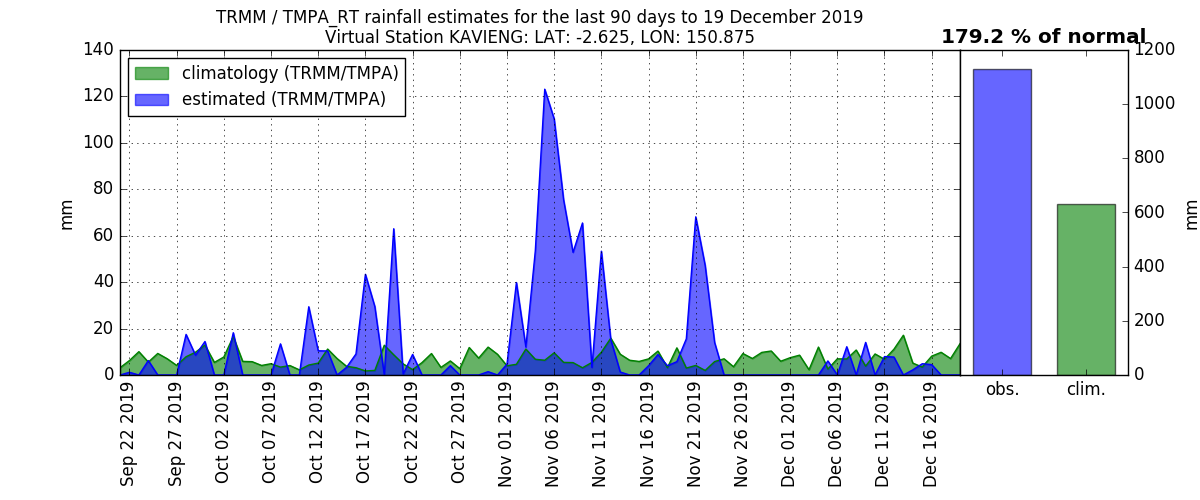 TRMM / TMPA_RT rainfall estimates for the last 90 days to 19 December 2019
Virtual Station KAVIENG: LAT: -2.625, LON: 150.875
179.2 % of normal
climatology (TRMM/TMPA)
estimated (TRMM/TMPA)
mm
140
120
100
80
60
40
20
0
Sep 22 2019
Sep 27 2019
Oct 02 2019
Oct 07 2019
Oct 12 2019
Oct 17 2019
Oct 22 2019
Oct 27 2019
Nov 01 2019
Nov 06 2019
Nov 11 2019
Nov 16 2019
Nov 21 2019
Nov 26 2019
Dec 01 2019
Dec 06 2019
Dec 11 2019
Dec 16 2019
obs.
clim.
1200
1000
800
600
400
200
0
mm